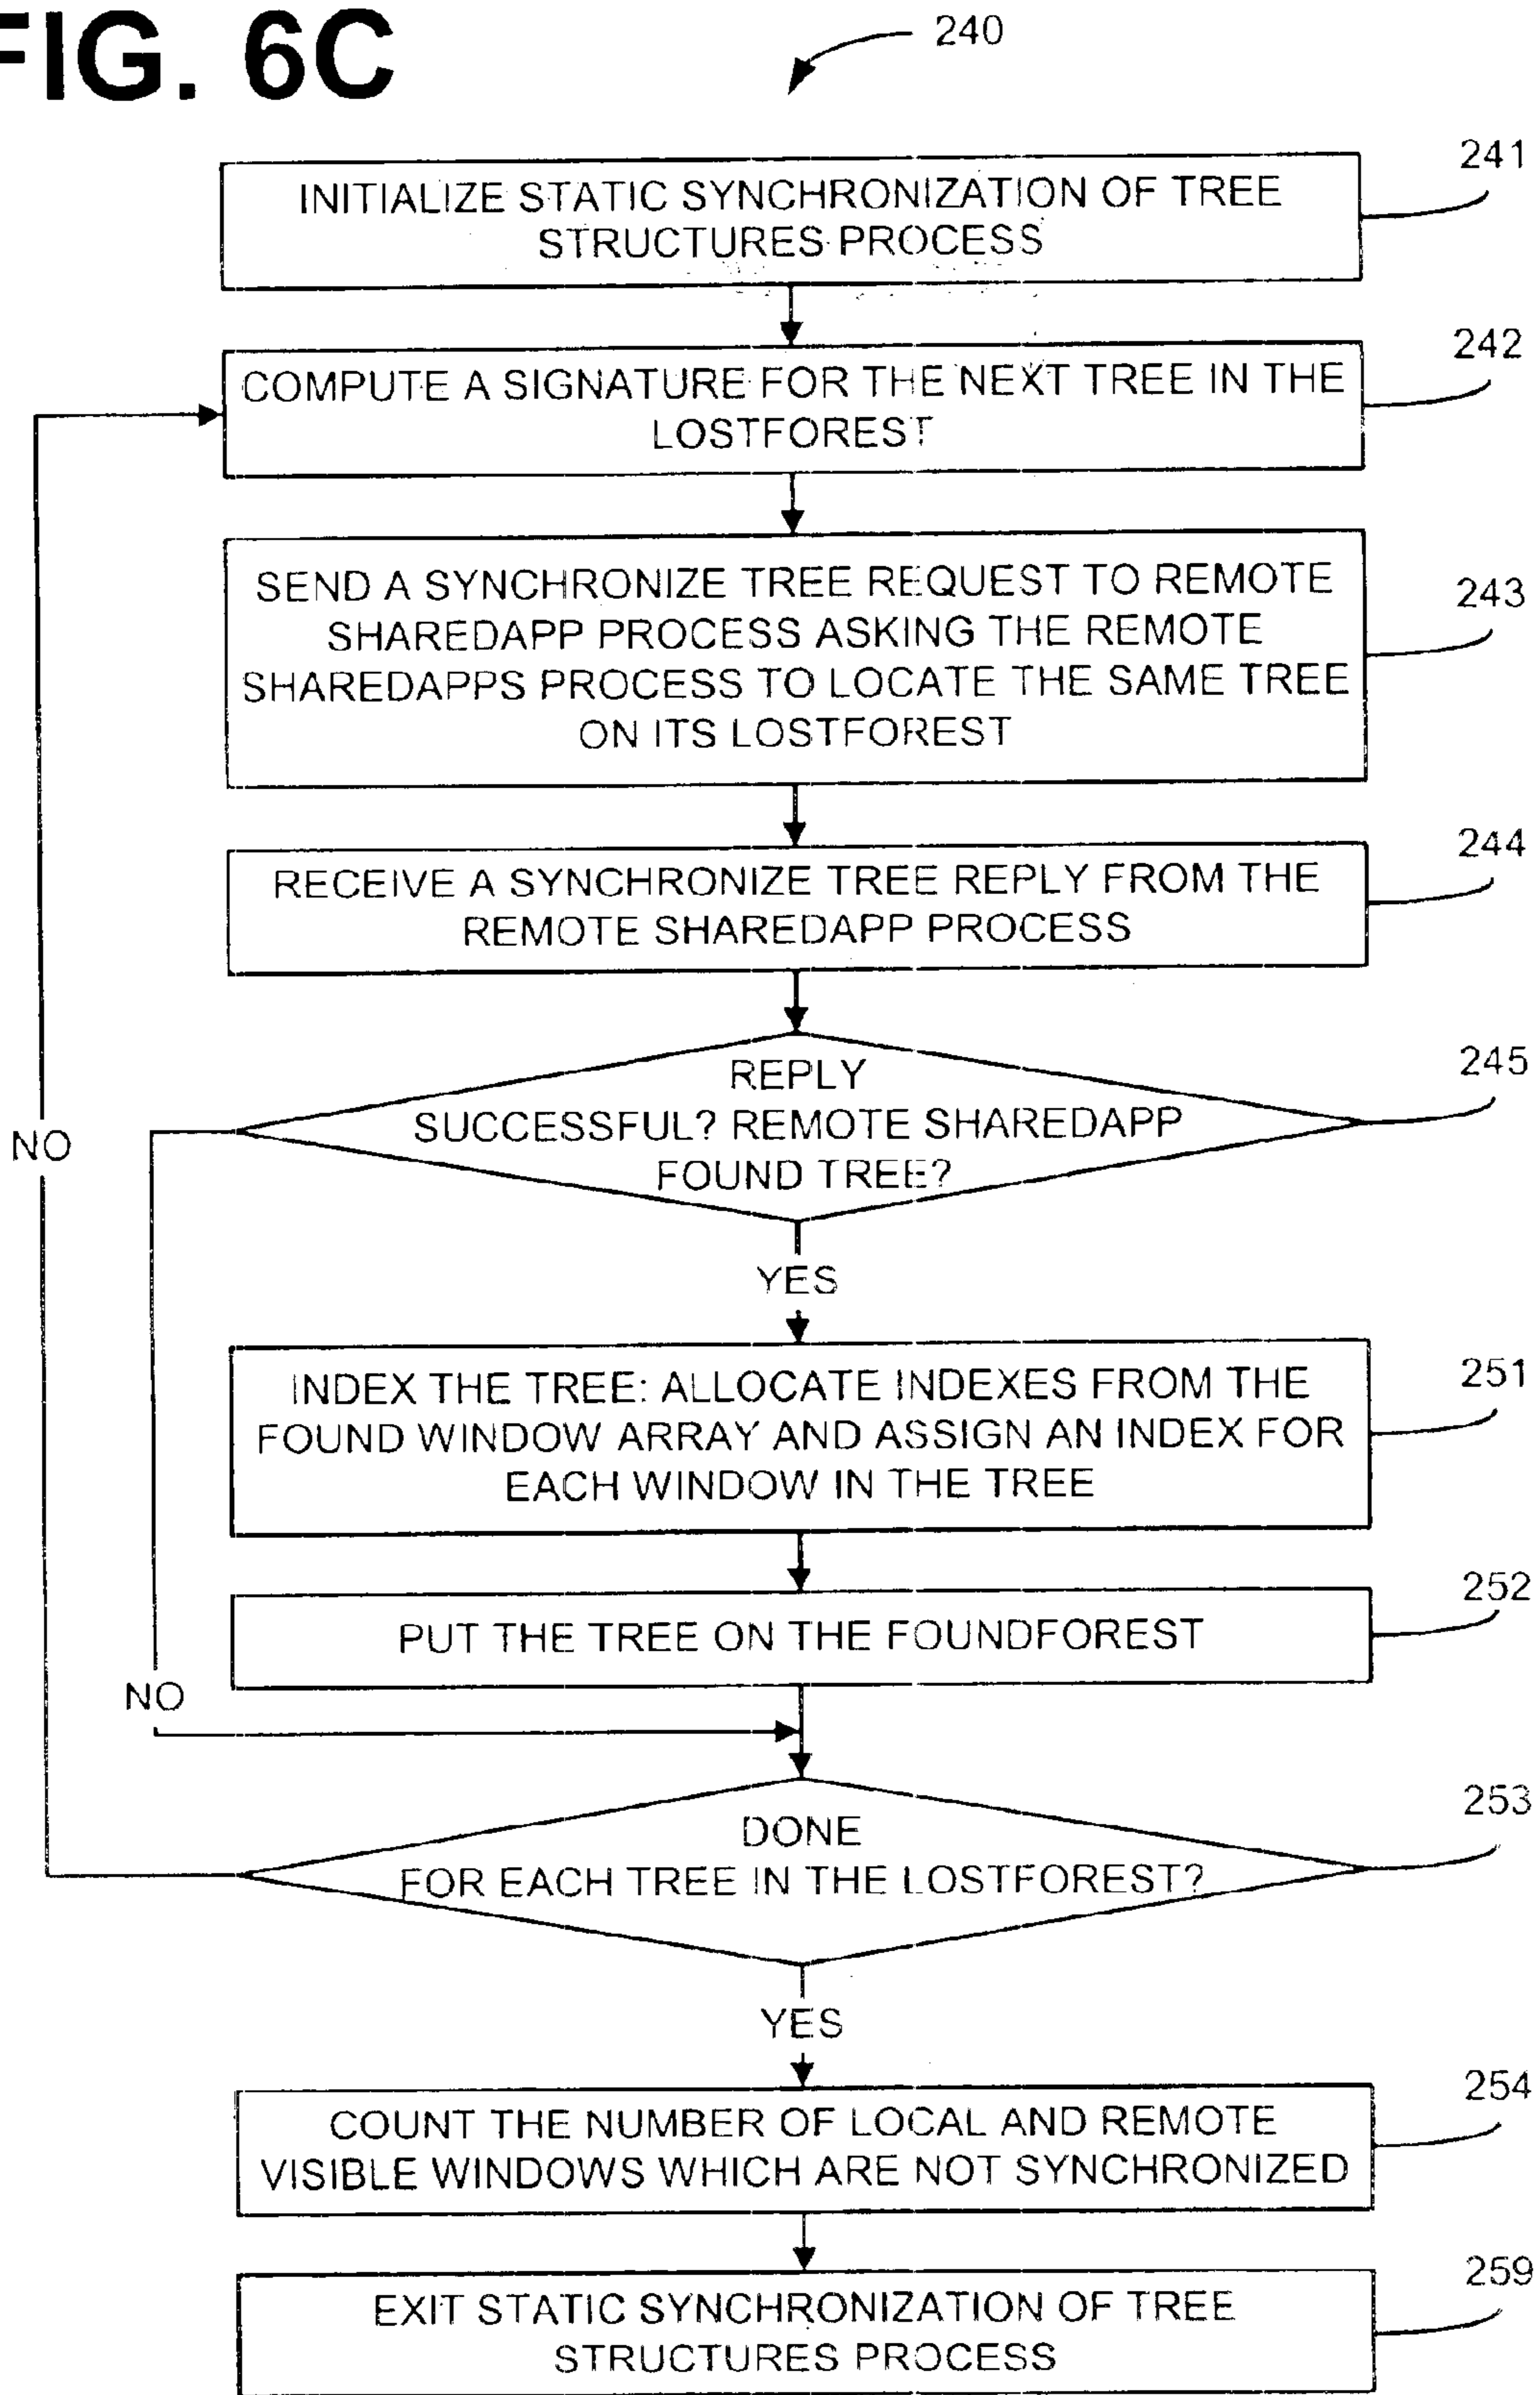 FIG. 6C
240
241
INITIALIZE STATIC SYNCHRONIZATION OF TREE
STRUCTURES PROCESS
242
COMPUTE A SIGNATURE FOR THE NEXT TREE IN THE
LOSTFOREST
243
SEND A SYNCHRONIZE TREE REQUEST TO REMOTE
SHAREDAPP PROCESS ASKING THE REMOTE
SHAREDAPPS PROCESS TO LOCATE THE SAME TREE
ON ITS LOSTFOREST
244
RECEIVE A SYNCHRONIZE TREE REPLY FROM THE
REMOTE SHAREDAPP PROCESS
245
REPLY
SUCCESSFUL? REMOTE SHAREDAPP
FOUND TREE?
NO
YES
251
INDEX THE TREE: ALLOCATE INDEXES FROM THE
FOUND WINDOW ARRAY AND ASSIGN AN INDEX FOR
EACH WINDOW IN THE TREE
252
PUT THE TREE ON THE FOUNDFOREST
NO
253
DONE
FOR EACH TREE IN THE LOSTFOREST?
YES
254
COUNT THE NUMBER OF LOCAL AND REMOTE
VISIBLE WINDOWS WHICH ARE NOT SYNCHRONIZED
259
EXIT STATIC SYNCHRONIZATION OF TREE
STRUCTURES PROCESS